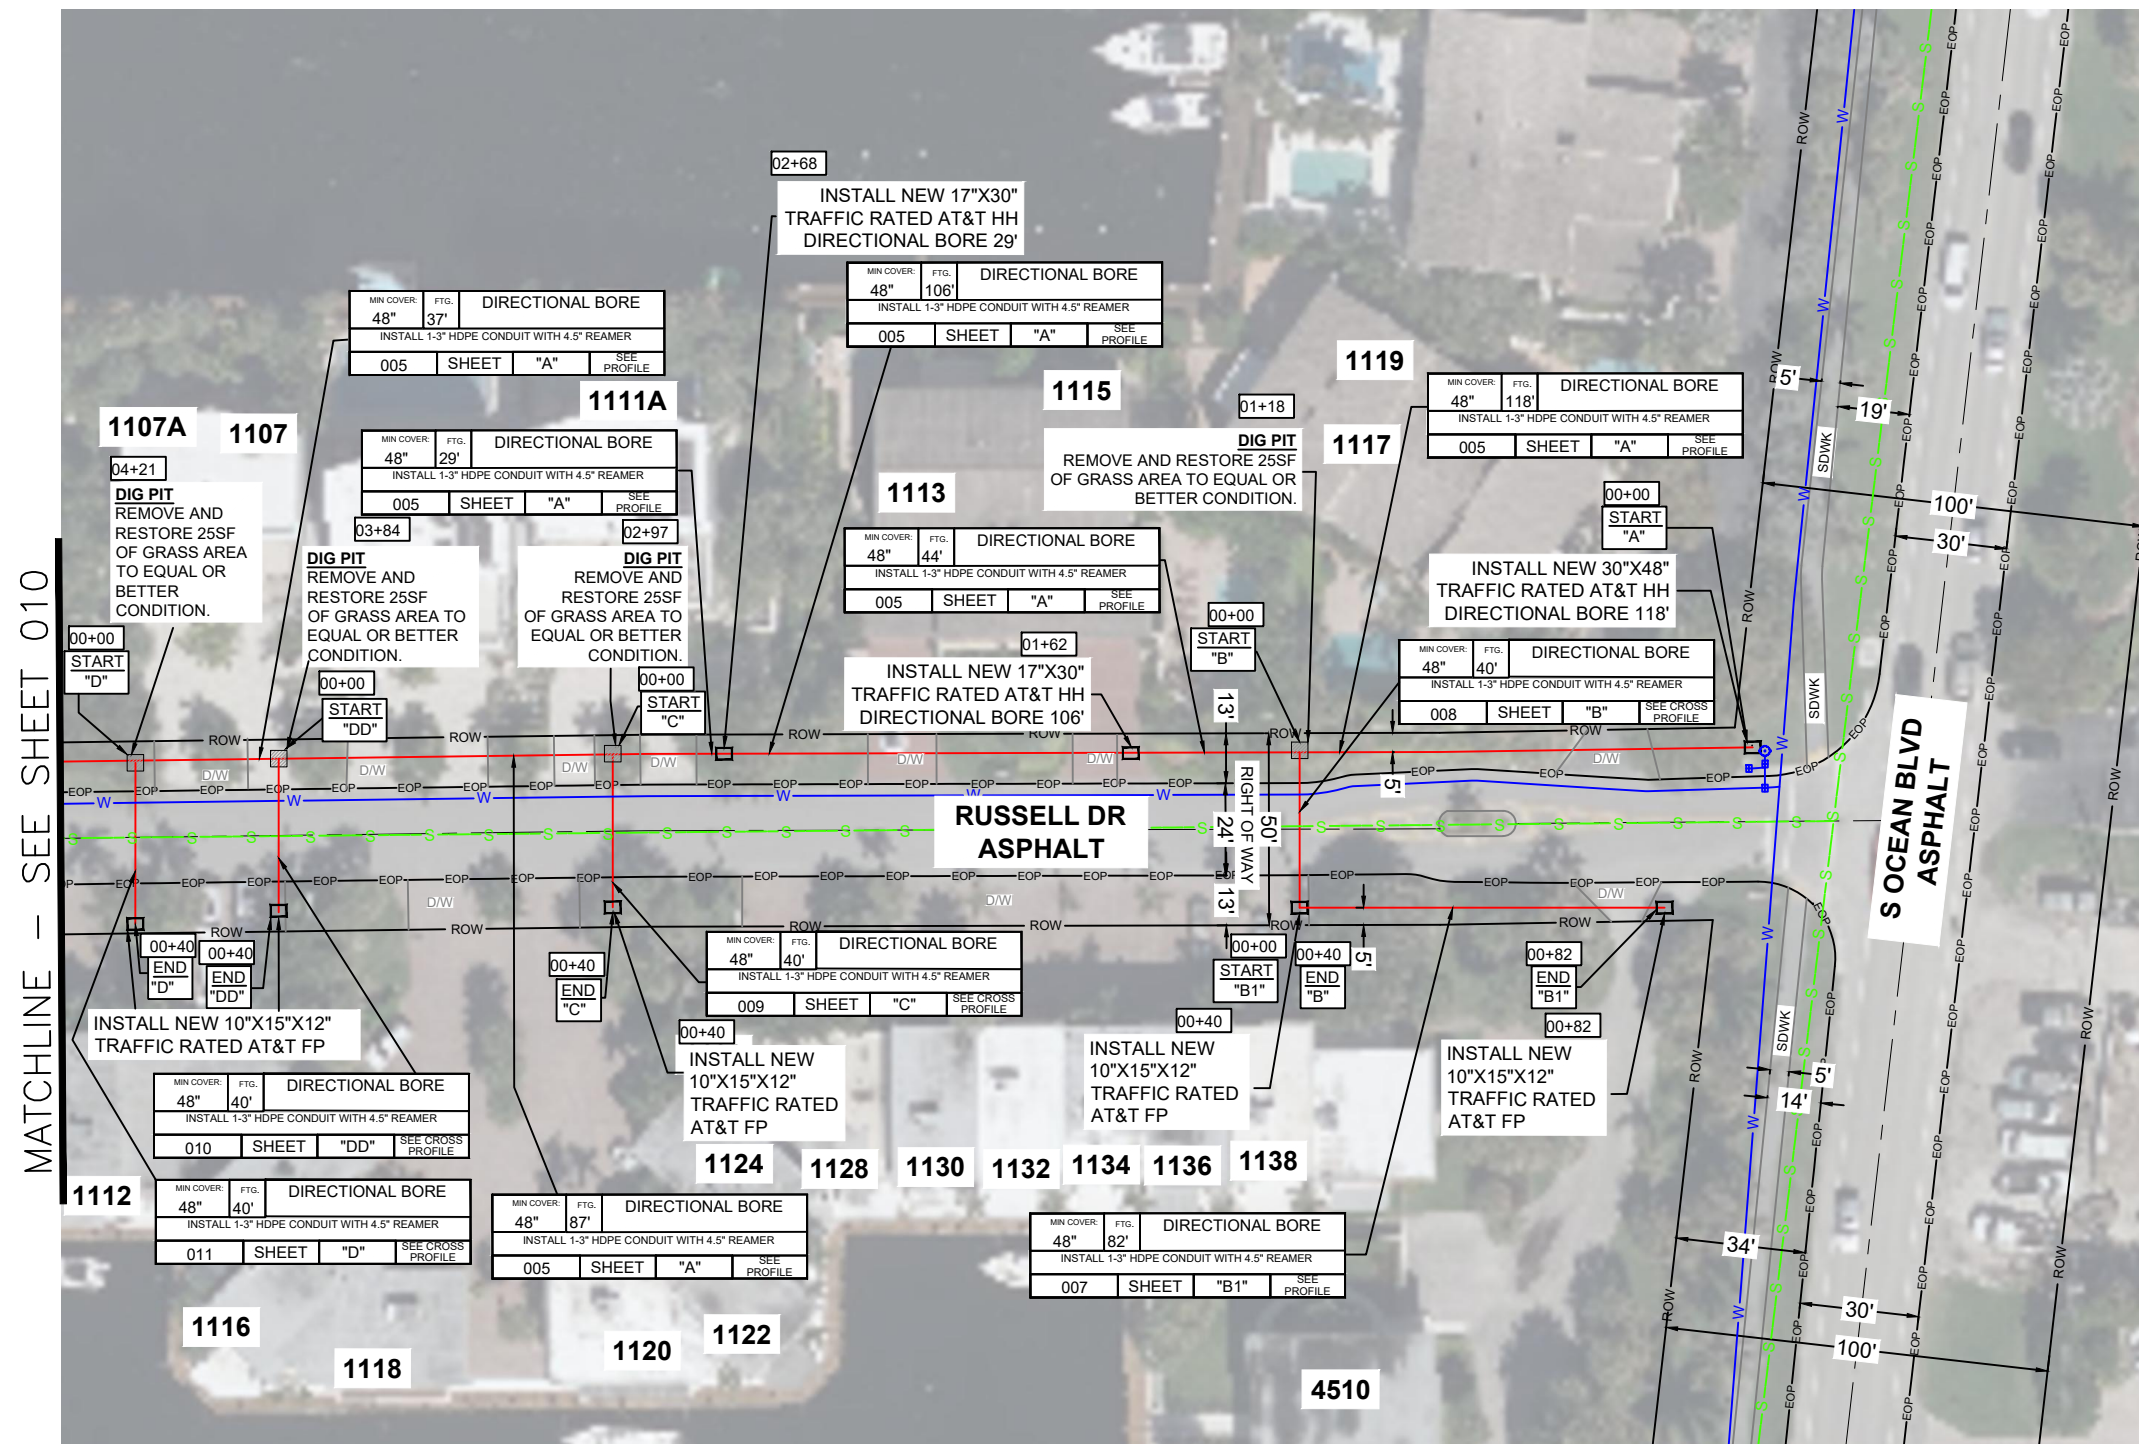 MATCHLINE - SEE SHEET 010
02+68
INSTALL NEW 17"X30"
TRAFFIC RATED AT&T HH
DIRECTIONAL BORE 29'
MIN COVER: FTG. DIRECTIONAL BORE
48" 37'
INSTALL 1-3" HDPE CONDUIT WITH 4.5" REAMER
005 SHEET "A" SEE PROFILE
MIN COVER: FTG. DIRECTIONAL BORE
48" 106'
INSTALL 1-3" HDPE CONDUIT WITH 4.5" REAMER
005 SHEET "A" SEE PROFILE
1107A
1107
1111A
1115
1119
1117
1113
MIN COVER: FTG. DIRECTIONAL BORE
48" 29'
INSTALL 1-3" HDPE CONDUIT WITH 4.5" REAMER
005 SHEET "A" SEE PROFILE
MIN COVER: FTG. DIRECTIONAL BORE
48" 118'
INSTALL 1-3" HDPE CONDUIT WITH 4.5" REAMER
005 SHEET "A" SEE PROFILE
01+18
DIG PIT
REMOVE AND RESTORE 25SF
OF GRASS AREA TO EQUAL OR
BETTER CONDITION.
04+21
DIG PIT
REMOVE AND
RESTORE 25SF
OF GRASS AREA
TO EQUAL OR
BETTER
CONDITION.
03+84
DIG PIT
REMOVE AND
RESTORE 25SF
OF GRASS AREA TO
EQUAL OR BETTER
CONDITION.
02+97
DIG PIT
REMOVE AND
RESTORE 25SF
OF GRASS AREA TO
EQUAL OR BETTER
CONDITION.
MIN COVER: FTG. DIRECTIONAL BORE
48" 44'
INSTALL 1-3" HDPE CONDUIT WITH 4.5" REAMER
005 SHEET "A" SEE PROFILE
00+00
START
"A"
INSTALL NEW 30"X48"
TRAFFIC RATED AT&T HH
DIRECTIONAL BORE 118'
00+00
START
"B"
01+62
INSTALL NEW 17"X30"
TRAFFIC RATED AT&T HH
DIRECTIONAL BORE 106'
MIN COVER: FTG. DIRECTIONAL BORE
48" 40'
INSTALL 1-3" HDPE CONDUIT WITH 4.5" REAMER
008 SHEET "B" SEE CROSS PROFILE
00+00
START
"D"
00+00
START
"DD"
00+00
START
"C"
ROW
EOP
W
S
D/W
SDWK
13'
24'
13'
RIGHT OF WAY
50'
5'
5'
RUSSELL DR
ASPHALT
S OCEAN BLVD
ASPHALT
5'
19'
100'
30'
00+40
END
"D"
00+40
END
"DD"
00+40
END
"C"
00+00
START
"B1"
00+40
END
"B"
00+82
END
"B1"
MIN COVER: FTG. DIRECTIONAL BORE
48" 40'
INSTALL 1-3" HDPE CONDUIT WITH 4.5" REAMER
009 SHEET "C" SEE CROSS PROFILE
INSTALL NEW 10"X15"X12"
TRAFFIC RATED AT&T FP
00+40
INSTALL NEW
10"X15"X12"
TRAFFIC RATED
AT&T FP
00+40
INSTALL NEW
10"X15"X12"
TRAFFIC RATED
AT&T FP
00+82
INSTALL NEW
10"X15"X12"
TRAFFIC RATED
AT&T FP
MIN COVER: FTG. DIRECTIONAL BORE
48" 40'
INSTALL 1-3" HDPE CONDUIT WITH 4.5" REAMER
010 SHEET "DD" SEE CROSS PROFILE
MIN COVER: FTG. DIRECTIONAL BORE
48" 40'
INSTALL 1-3" HDPE CONDUIT WITH 4.5" REAMER
011 SHEET "D" SEE CROSS PROFILE
MIN COVER: FTG. DIRECTIONAL BORE
48" 87'
INSTALL 1-3" HDPE CONDUIT WITH 4.5" REAMER
005 SHEET "A" SEE PROFILE
MIN COVER: FTG. DIRECTIONAL BORE
48" 82'
INSTALL 1-3" HDPE CONDUIT WITH 4.5" REAMER
007 SHEET "B1" SEE PROFILE
1112
1124
1128
1130
1132
1134
1136
1138
1116
1118
1120
1122
4510
5'
14'
34'
30'
100'